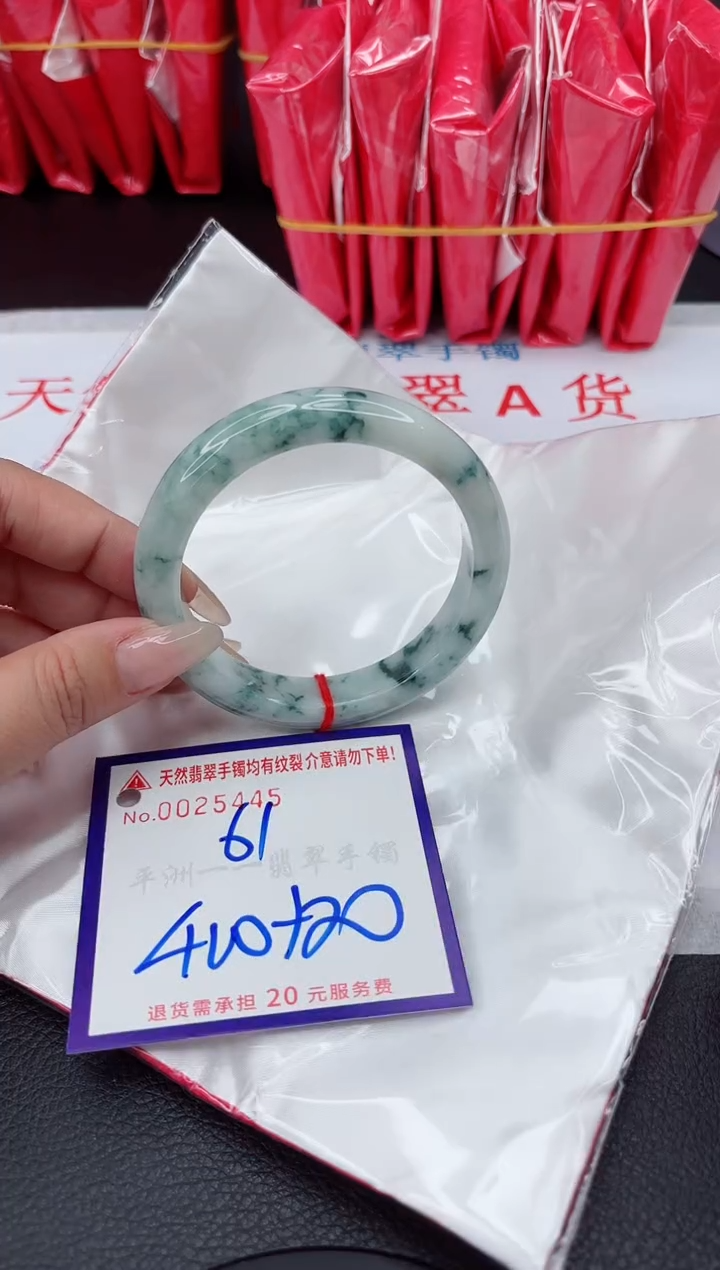 翠手镯
天
翠A货
天然翡翠手镯均有纹裂介意请勿下单!
No.0025445
61
平洲——翡翠手镯
400+20
退货需承担 20 元服务费